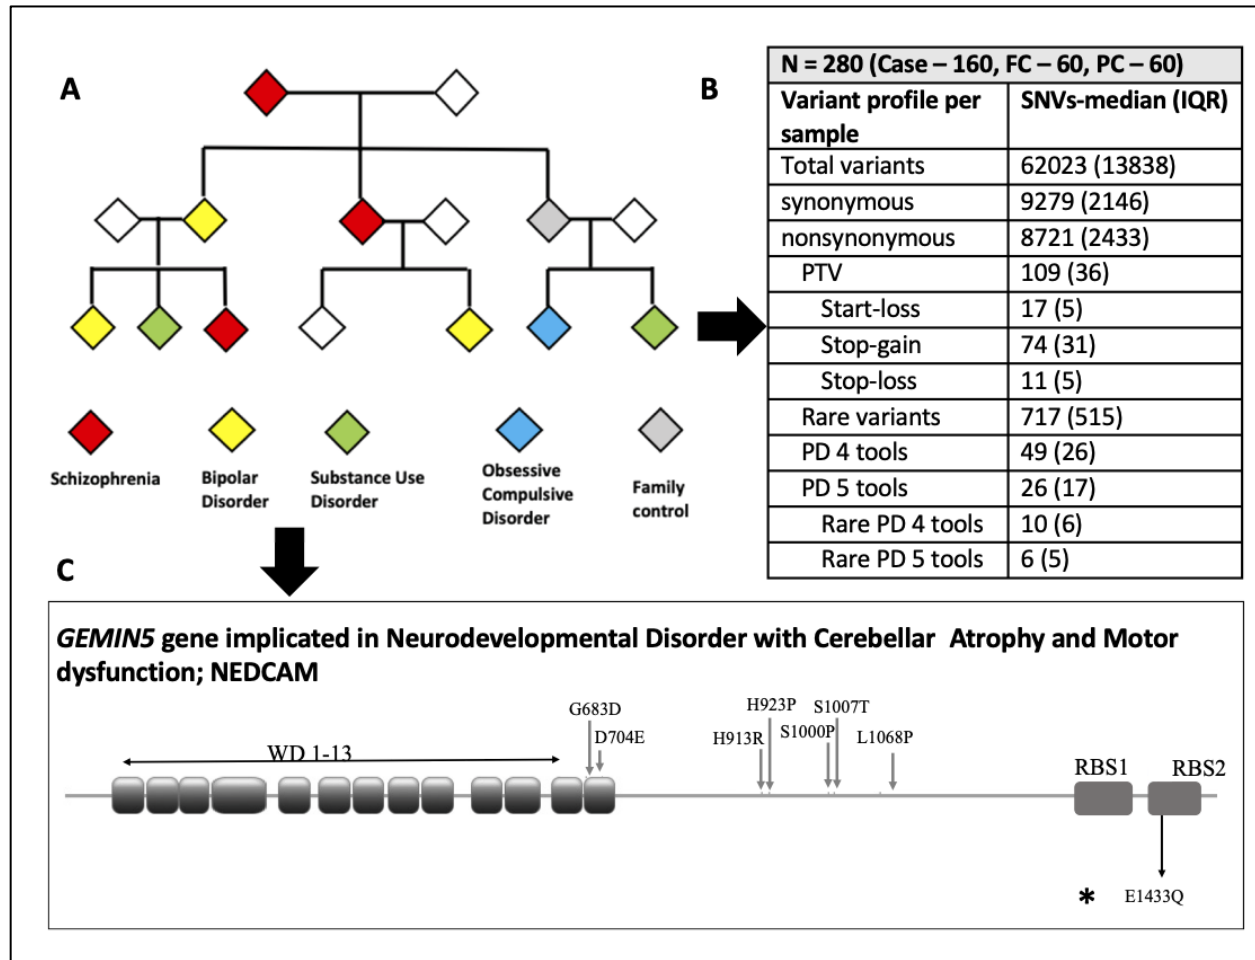 A
B
N = 280 (Case – 160, FC – 60, PC – 60)
Variant profile per sample SNVs-median (IQR)
Total variants 62023 (13838)
synonymous 9279 (2146)
nonsynonymous 8721 (2433)
PTV 109 (36)
Start-loss 17 (5)
Stop-gain 74 (31)
Stop-loss 11 (5)
Rare variants 717 (515)
PD 4 tools 49 (26)
PD 5 tools 26 (17)
Rare PD 4 tools 10 (6)
Rare PD 5 tools 6 (5)
Schizophrenia
Bipolar
Disorder
Substance Use
Disorder
Obsessive
Compulsive
Disorder
Family
control
C
GEMIN5 gene implicated in Neurodevelopmental Disorder with Cerebellar Atrophy and Motor
dysfunction; NEDCAM
WD 1-13
G683D
D704E
H913R
H923P
S1000P
S1007T
L1068P
RBS1
RBS2
* E1433Q